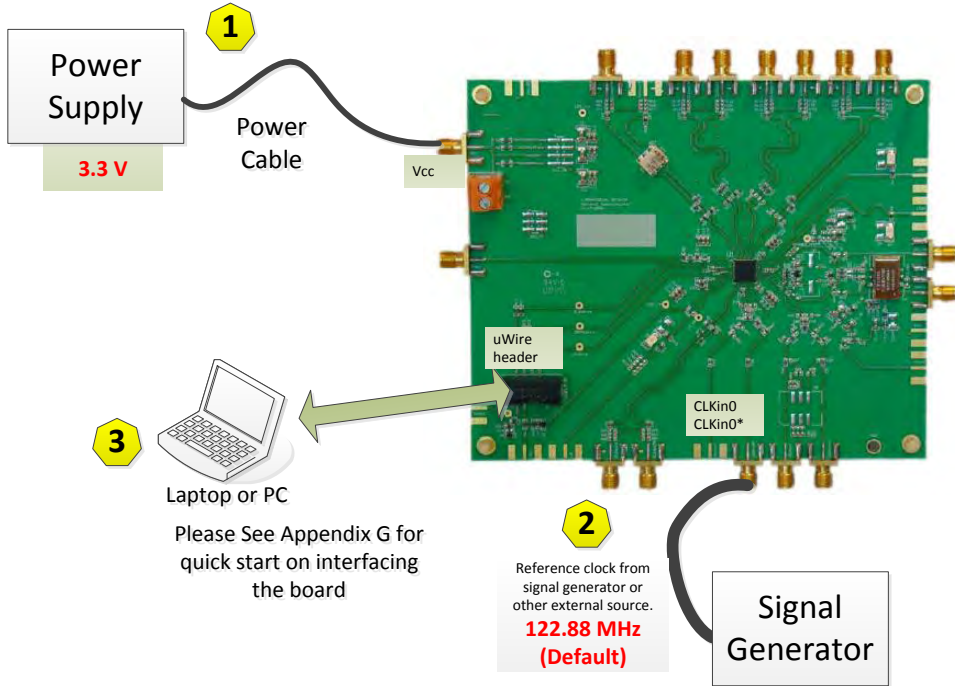 1
Power
Supply
3.3 V
Power
Cable
Vcc
uWire
header
3
Laptop or PC
Please See Appendix G for
quick start on interfacing
the board
CLKin0
CLKin0*
2
Reference clock from
signal generator or
other external source.
122.88 MHz
(Default)
Signal
Generator